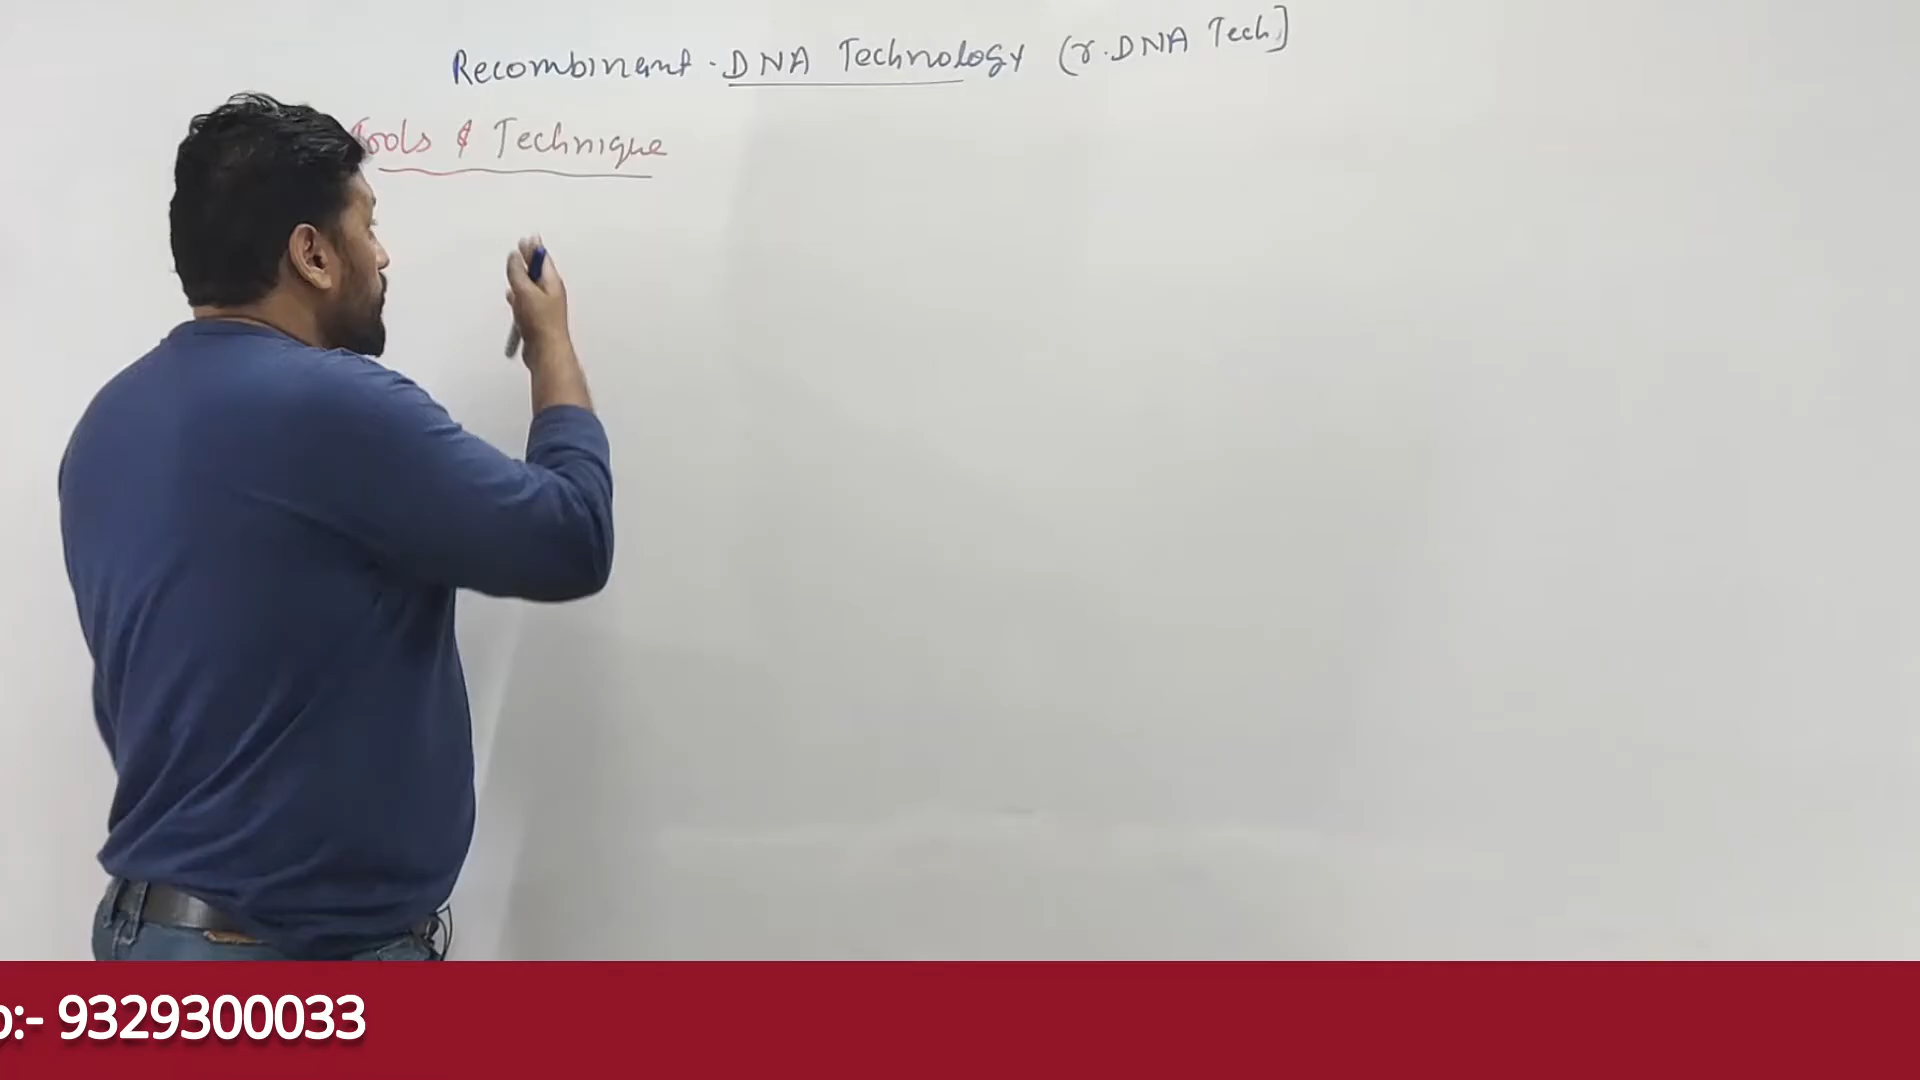 Recombinant. DNA Technology (r.DNA Tech]
Tools & Technique
:- 9329300033